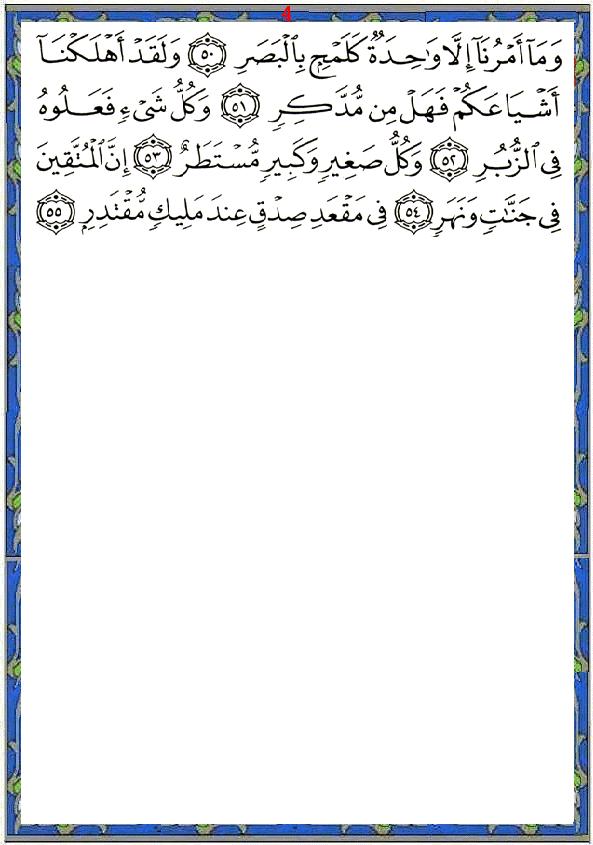 4
وَمَآ أَمْرُنَآ إِلَّا وَٰحِدَةٌ كَلَمْحٍۭ بِٱلْبَصَرِ ۝٥٠ وَلَقَدْ أَهْلَكْنَآ
أَشْيَاعَكُمْ فَهَلْ مِن مُّدَّكِرٍ ۝٥١ وَكُلُّ شَىْءٍ فَعَلُوهُ
فِى ٱلزُّبُرِ ۝٥٢ وَكُلُّ صَغِيرٍ وَكَبِيرٍ مُّسْتَطَرٌ ۝٥٣ إِنَّ ٱلْمُتَّقِينَ
فِى جَنَّٰتٍ وَنَهَرٍ ۝٥٤ فِى مَقْعَدِ صِدْقٍ عِندَ مَلِيكٍ مُّقْتَدِرٍۭ ۝٥٥